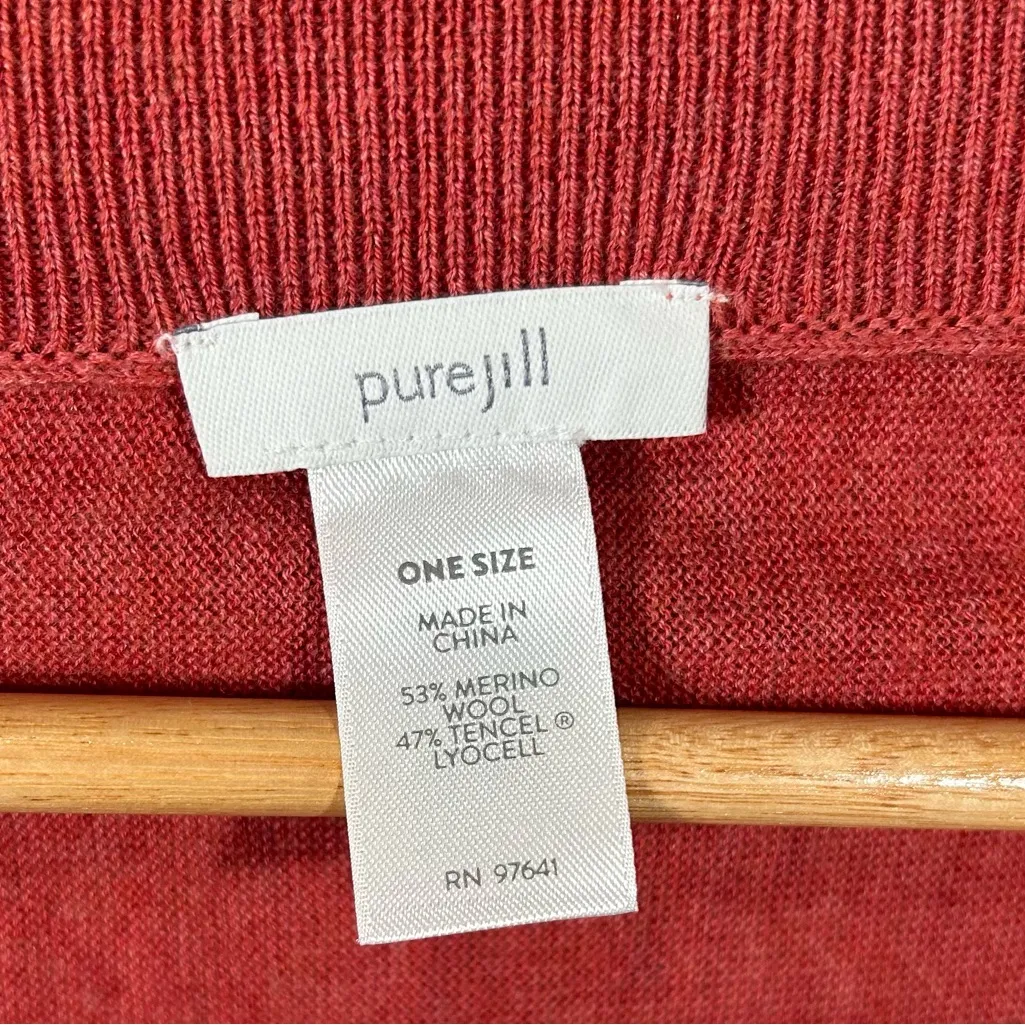 purejill
ONE SIZE
MADE IN
CHINA
53% MERINO
WOOL
47% TENCEL ®
LYOCELL
RN 97641